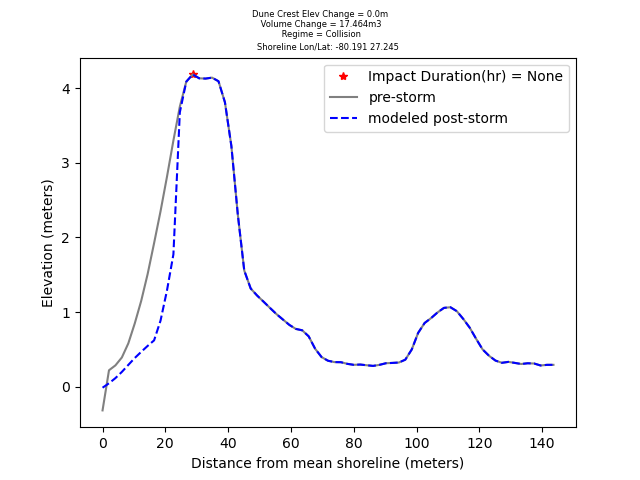 Dune Crest Elev Change = 0.0m
Volume Change = 17.464m3
Regime = Collision
Shoreline Lon/Lat: -80.191 27.245
Impact Duration(hr) = None
pre-storm
modeled post-storm
Elevation (meters)
4
3
2
1
0
0 20 40 60 80 100 120 140
Distance from mean shoreline (meters)